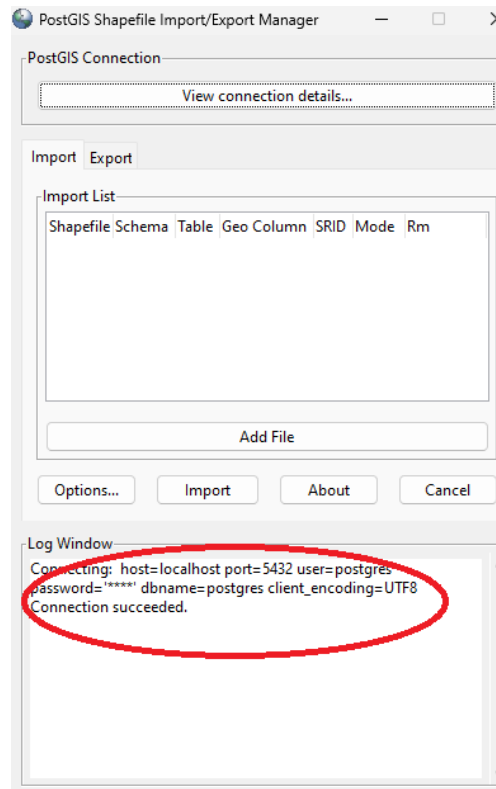 PostGIS Shapefile Import/Export Manager
PostGIS Connection
View connection details...
Import Export
Import List
Shapefile Schema Table Geo Column SRID Mode Rm
Add File
Options... Import About Cancel
Log Window
Connecting: host=localhost port=5432 user=postgres
password='****' dbname=postgres client_encoding=UTF8
Connection succeeded.